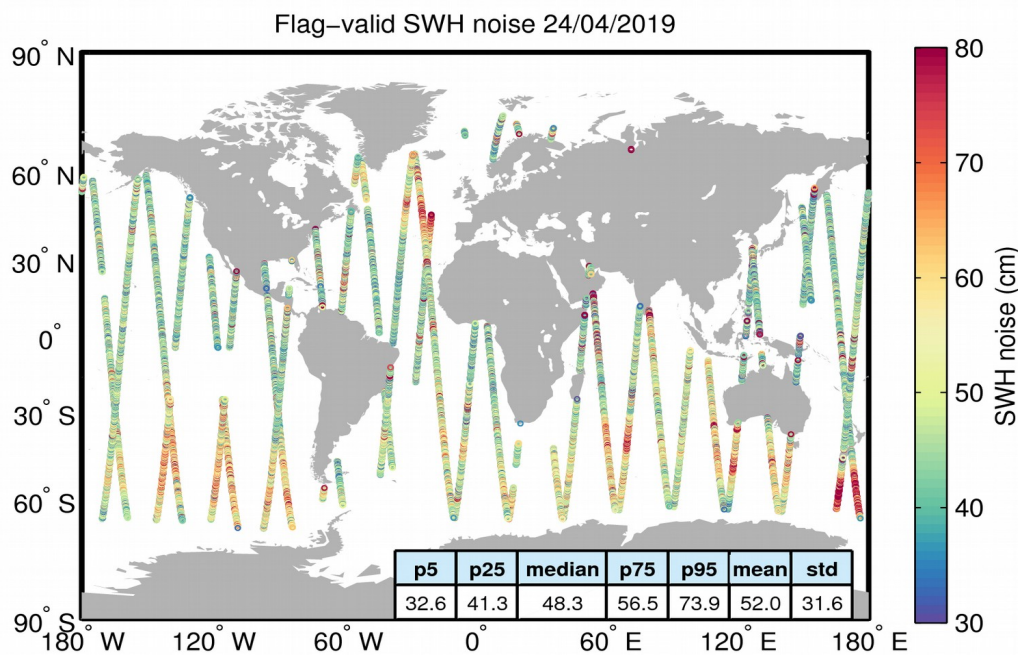 Flag−valid SWH noise 24/04/2019
90° N
60° N
30° N
0°
30° S
60° S
90° S
180° W
120° W
60° W
0°
60° E
120° E
180° E
p5 p25 median p75 p95 mean std
32.6 41.3 48.3 56.5 73.9 52.0 31.6
80
70
60
50
40
30
SWH noise (cm)